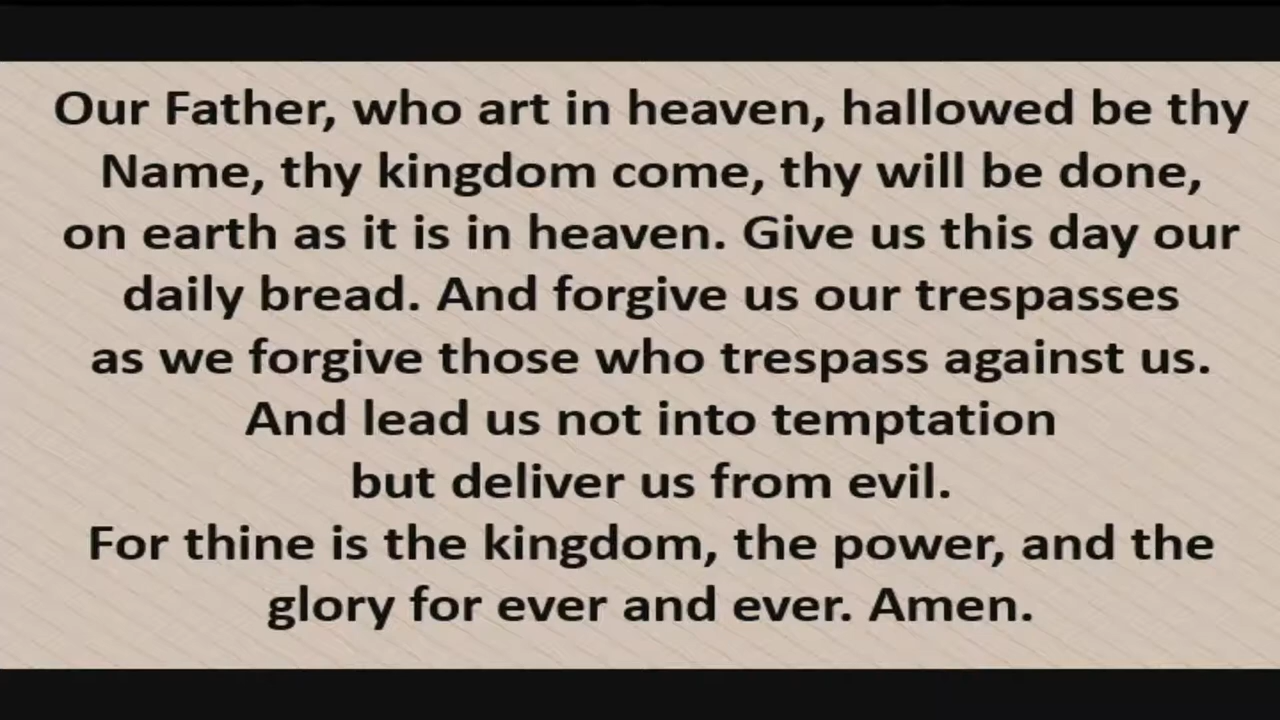 Our Father, who art in heaven, hallowed be thy
Name, thy kingdom come, thy will be done,
on earth as it is in heaven. Give us this day our
daily bread. And forgive us our trespasses
as we forgive those who trespass against us.
And lead us not into temptation
but deliver us from evil.
For thine is the kingdom, the power, and the
glory for ever and ever. Amen.